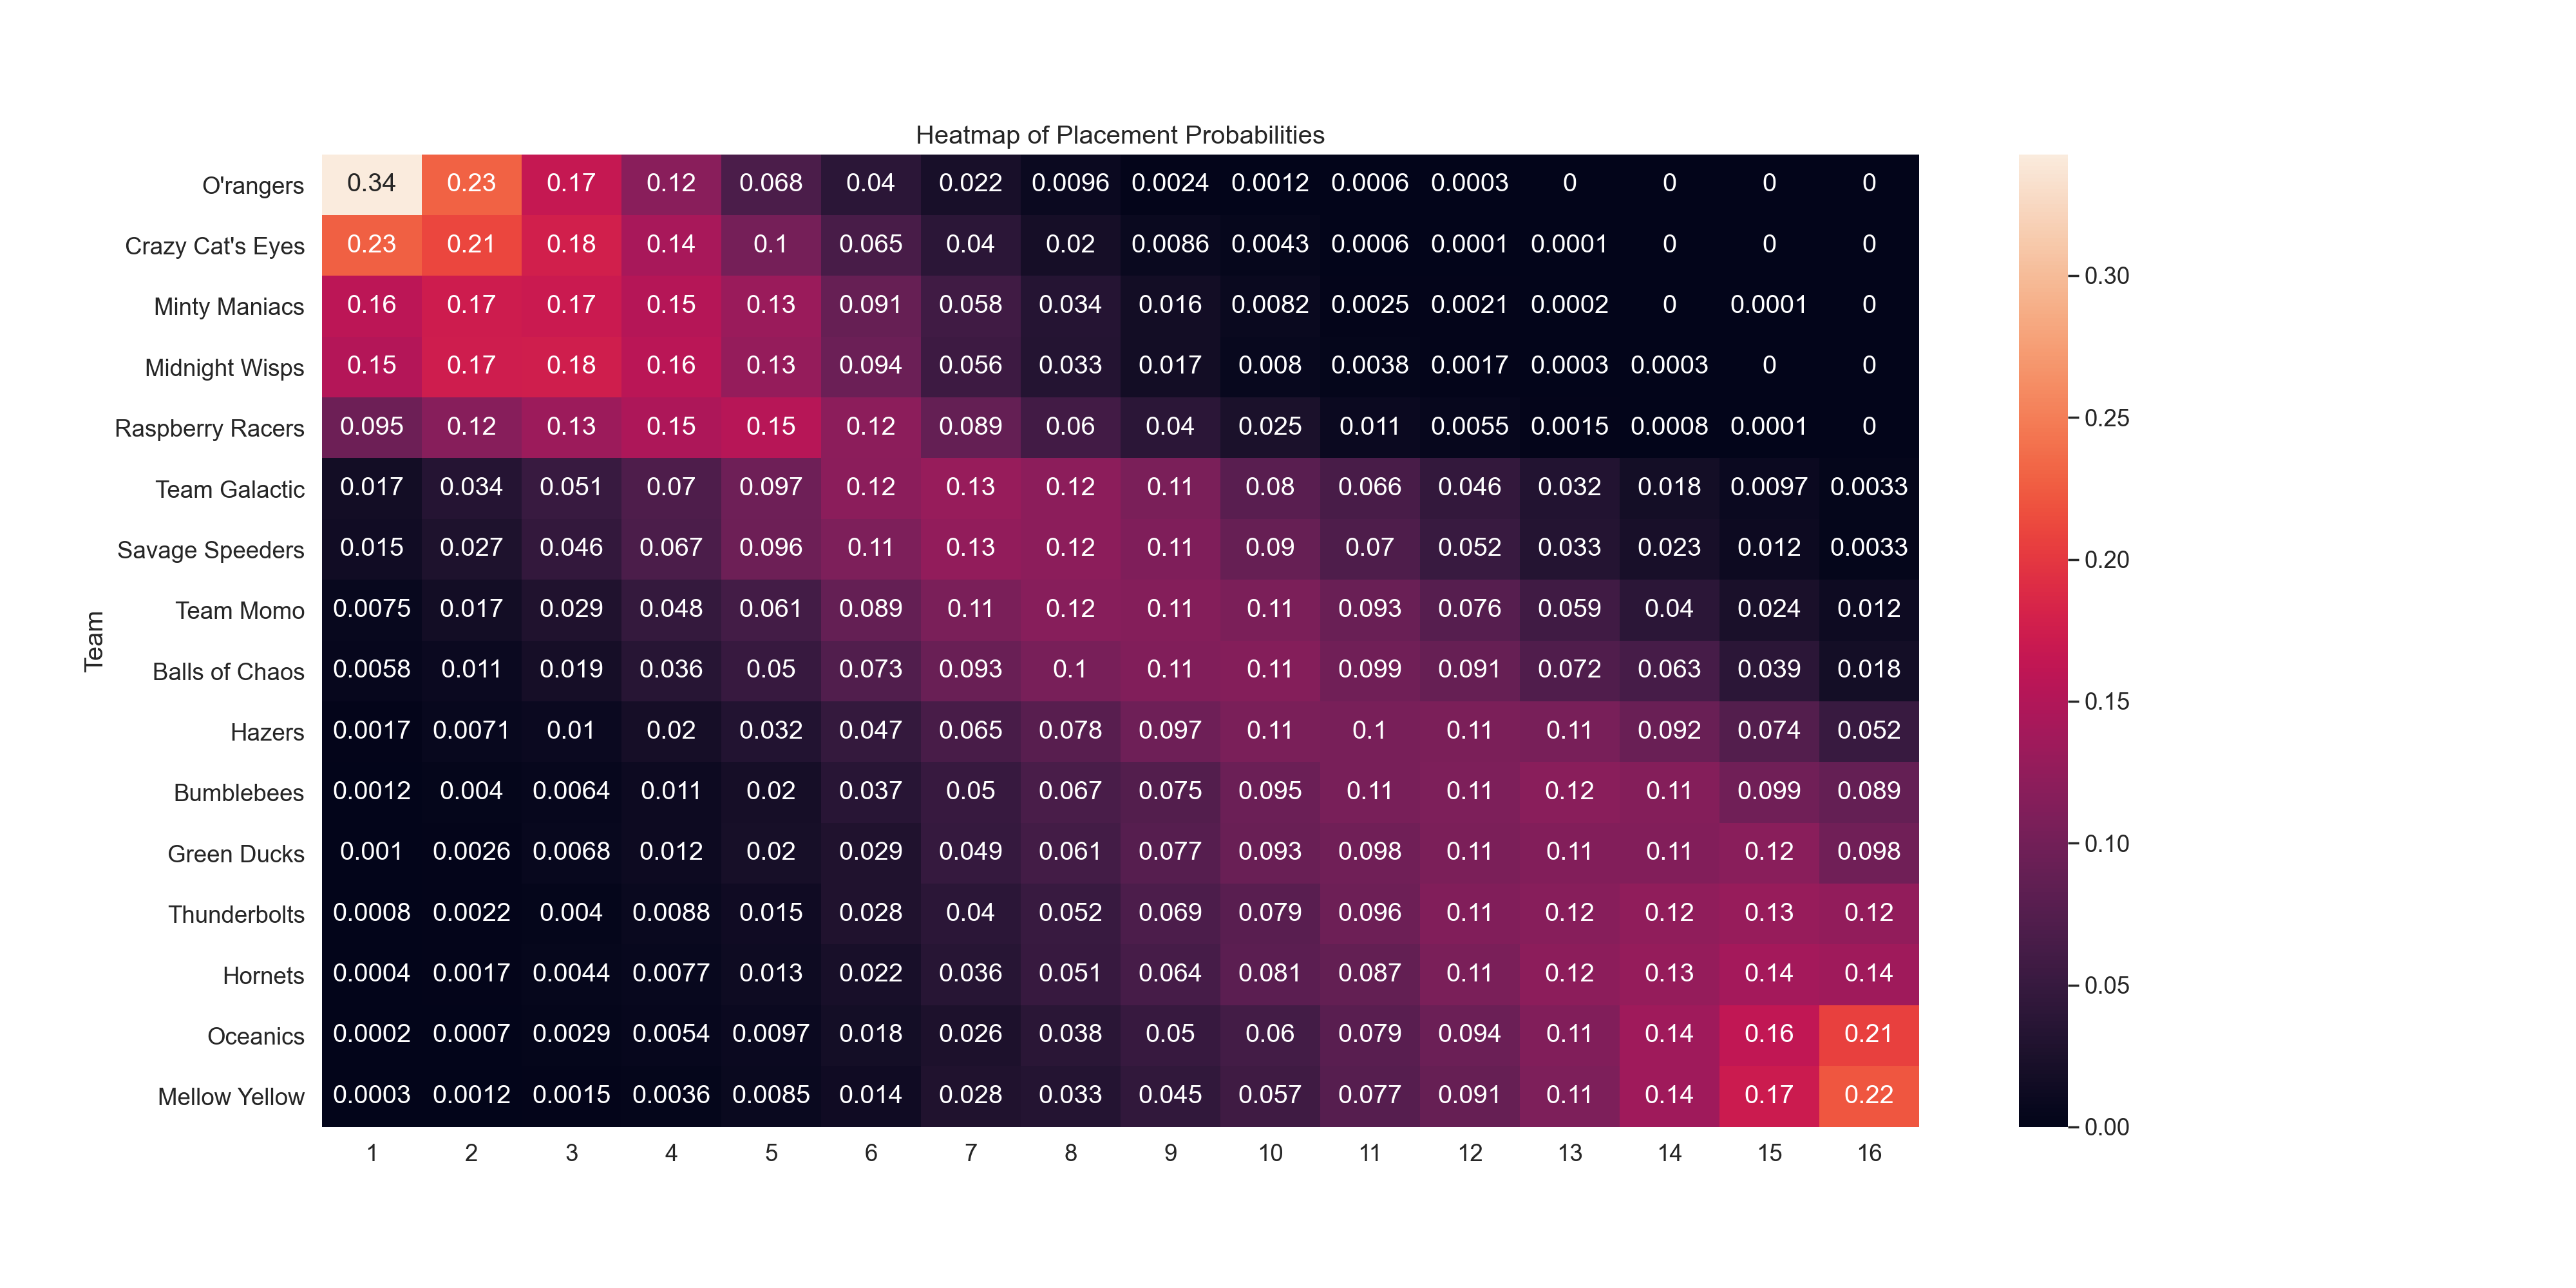 Heatmap of Placement Probabilities
O'rangers 0.34 0.23 0.17 0.12 0.068 0.04 0.022 0.0096 0.0024 0.0012 0.0006 0.0003 0 0 0 0
Crazy Cat's Eyes 0.23 0.21 0.18 0.14 0.1 0.065 0.04 0.02 0.0086 0.0043 0.0006 0.0001 0.0001 0 0 0
Minty Maniacs 0.16 0.17 0.17 0.15 0.13 0.091 0.058 0.034 0.016 0.0082 0.0025 0.0021 0.0002 0 0.0001 0
Midnight Wisps 0.15 0.17 0.18 0.16 0.13 0.094 0.056 0.033 0.017 0.008 0.0038 0.0017 0.0003 0.0003 0 0
Raspberry Racers 0.095 0.12 0.13 0.15 0.15 0.12 0.089 0.06 0.04 0.025 0.011 0.0055 0.0015 0.0008 0.0001 0
Team Galactic 0.017 0.034 0.051 0.07 0.097 0.12 0.13 0.12 0.11 0.08 0.066 0.046 0.032 0.018 0.0097 0.0033
Savage Speeders 0.015 0.027 0.046 0.067 0.096 0.11 0.13 0.12 0.11 0.09 0.07 0.052 0.033 0.023 0.012 0.0033
Team Momo 0.0075 0.017 0.029 0.048 0.061 0.089 0.11 0.12 0.11 0.11 0.093 0.076 0.059 0.04 0.024 0.012
Balls of Chaos 0.0058 0.011 0.019 0.036 0.05 0.073 0.093 0.1 0.11 0.11 0.099 0.091 0.072 0.063 0.039 0.018
Hazers 0.0017 0.0071 0.01 0.02 0.032 0.047 0.065 0.078 0.097 0.11 0.1 0.11 0.11 0.092 0.074 0.052
Bumblebees 0.0012 0.004 0.0064 0.011 0.02 0.037 0.05 0.067 0.075 0.095 0.11 0.11 0.12 0.11 0.099 0.089
Green Ducks 0.001 0.0026 0.0068 0.012 0.02 0.029 0.049 0.061 0.077 0.093 0.098 0.11 0.11 0.11 0.12 0.098
Thunderbolts 0.0008 0.0022 0.004 0.0088 0.015 0.028 0.04 0.052 0.069 0.079 0.096 0.11 0.12 0.12 0.13 0.12
Hornets 0.0004 0.0017 0.0044 0.0077 0.013 0.022 0.036 0.051 0.064 0.081 0.087 0.11 0.12 0.13 0.14 0.14
Oceanics 0.0002 0.0007 0.0029 0.0054 0.0097 0.018 0.026 0.038 0.05 0.06 0.079 0.094 0.11 0.14 0.16 0.21
Mellow Yellow 0.0003 0.0012 0.0015 0.0036 0.0085 0.014 0.028 0.033 0.045 0.057 0.077 0.091 0.11 0.14 0.17 0.22
1 2 3 4 5 6 7 8 9 10 11 12 13 14 15 16
Team
0.30
0.25
0.20
0.15
0.10
0.05
0.00